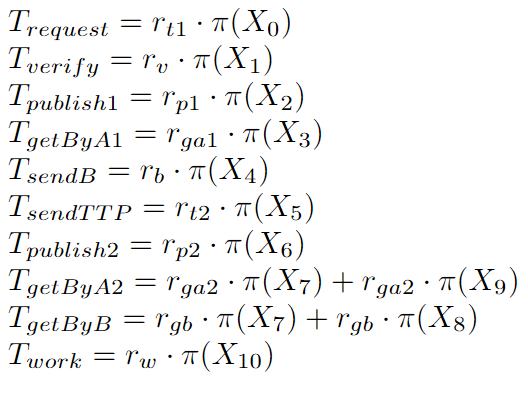 T_{request} = r_{t1} · π(X_0)
T_{verify} = r_v · π(X_1)
T_{publish1} = r_{p1} · π(X_2)
T_{getByA1} = r_{ga1} · π(X_3)
T_{sendB} = r_b · π(X_4)
T_{sendTTP} = r_{t2} · π(X_5)
T_{publish2} = r_{p2} · π(X_6)
T_{getByA2} = r_{ga2} · π(X_7) + r_{ga2} · π(X_9)
T_{getByB} = r_{gb} · π(X_7) + r_{gb} · π(X_8)
T_{work} = r_w · π(X_{10})